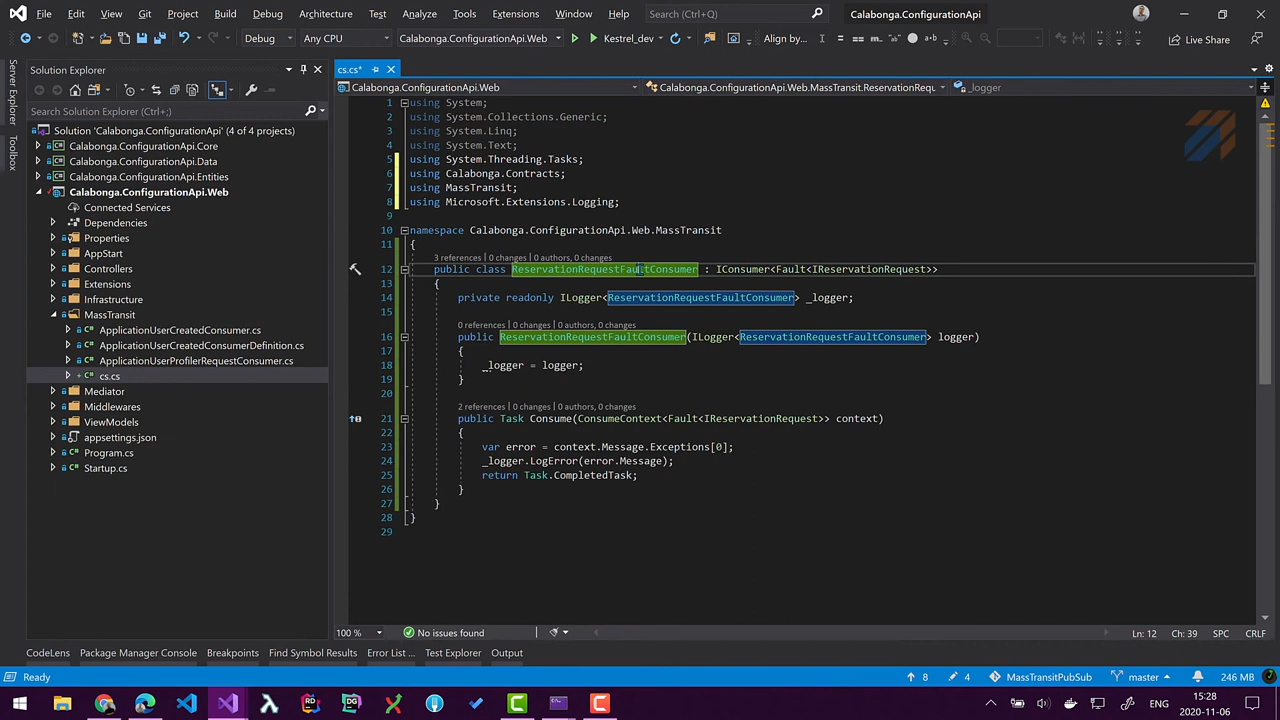 File Edit View Git Project Build Debug Architecture Test Analyze Tools Extensions Window Help Search (Ctrl+Q) Calabonga.ConfigurationApi
Debug Any CPU Calabonga.ConfigurationApi.Web Kestrel_dev Align by... Live Share
Server Explorer
Toolbox
Solution Explorer
Search Solution Explorer (Ctrl+;)
Solution 'Calabonga.ConfigurationApi' (4 of 4 projects)
Calabonga.ConfigurationApi.Core
Calabonga.ConfigurationApi.Data
Calabonga.ConfigurationApi.Entities
Calabonga.ConfigurationApi.Web
Connected Services
Dependencies
Properties
AppStart
Controllers
Extensions
Infrastructure
MassTransit
ApplicationUserCreatedConsumer.cs
ApplicationUserCreatedConsumerDefinition.cs
ApplicationUserProfilerRequestConsumer.cs
cs.cs
Mediator
Middlewares
ViewModels
appsettings.json
Program.cs
Startup.cs
cs.cs*
Calabonga.ConfigurationApi.Web Calabonga.ConfigurationApi.Web.MassTransit.ReservationRequ _logger
1 using System;
2 using System.Collections.Generic;
3 using System.Linq;
4 using System.Text;
5 using System.Threading.Tasks;
6 using Calabonga.Contracts;
7 using MassTransit;
8 using Microsoft.Extensions.Logging;
9
10 namespace Calabonga.ConfigurationApi.Web.MassTransit
11 {
3 references | 0 changes | 0 authors, 0 changes
12 public class ReservationRequestFaultConsumer : IConsumer<Fault<IReservationRequest>>
13 {
14 private readonly ILogger<ReservationRequestFaultConsumer> _logger;
15
0 references | 0 changes | 0 authors, 0 changes
16 public ReservationRequestFaultConsumer(ILogger<ReservationRequestFaultConsumer> logger)
17 {
18 _logger = logger;
19 }
20
2 references | 0 changes | 0 authors, 0 changes
21 public Task Consume(ConsumeContext<Fault<IReservationRequest>> context)
22 {
23 var error = context.Message.Exceptions[0];
24 _logger.LogError(error.Message);
25 return Task.CompletedTask;
26 }
27 }
28 }
29
100 % No issues found Ln: 12 Ch: 39 SPC CRLF
CodeLens Package Manager Console Breakpoints Find Symbol Results Error List ... Test Explorer Output
Ready 8 4 MassTransitPubSub master
ENG 15:28 2020-11-06 246 MB